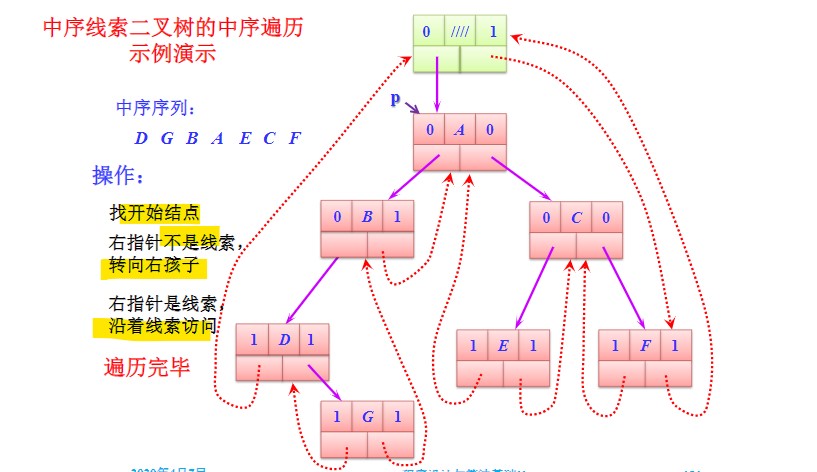 中序线索二叉树的中序遍历
示例演示
中序序列：
D G B A E C F
操作：
找开始结点
右指针不是线索，
转向右孩子
右指针是线索，
沿着线索访问
遍历完毕
0 //// 1
p
0 A 0
0 B 1
0 C 0
1 D 1
1 E 1
1 F 1
1 G 1